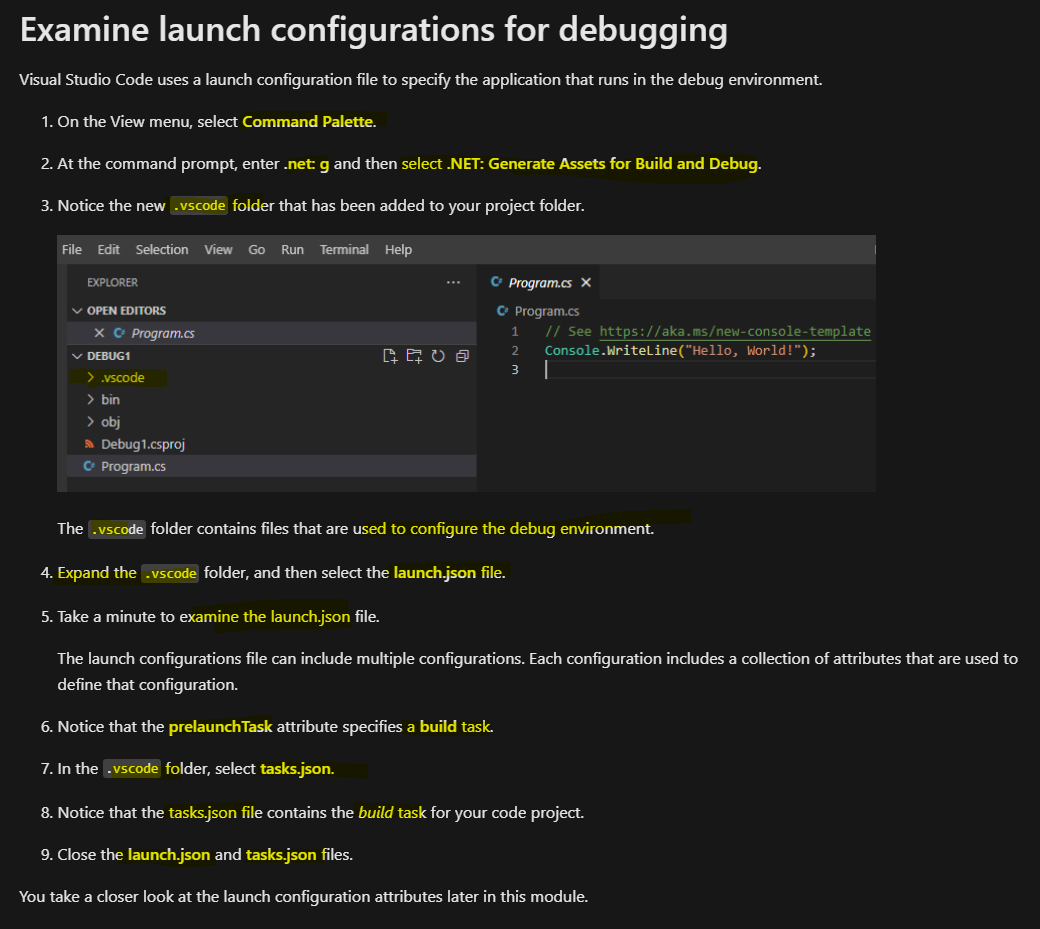 Examine launch configurations for debugging
Visual Studio Code uses a launch configuration file to specify the application that runs in the debug environment.
1. On the View menu, select Command Palette.
2. At the command prompt, enter .net: g and then select .NET: Generate Assets for Build and Debug.
3. Notice the new .vscode folder that has been added to your project folder.
File Edit Selection View Go Run Terminal Help
EXPLORER ···
OPEN EDITORS
Program.cs
DEBUG1
.vscode
bin
obj
Debug1.csproj
Program.cs
Program.cs
Program.cs
1 // See https://aka.ms/new-console-template
2 Console.WriteLine("Hello, World!");
3
The .vscode folder contains files that are used to configure the debug environment.
4. Expand the .vscode folder, and then select the launch.json file.
5. Take a minute to examine the launch.json file.
The launch configurations file can include multiple configurations. Each configuration includes a collection of attributes that are used to
define that configuration.
6. Notice that the prelaunchTask attribute specifies a build task.
7. In the .vscode folder, select tasks.json.
8. Notice that the tasks.json file contains the build task for your code project.
9. Close the launch.json and tasks.json files.
You take a closer look at the launch configuration attributes later in this module.